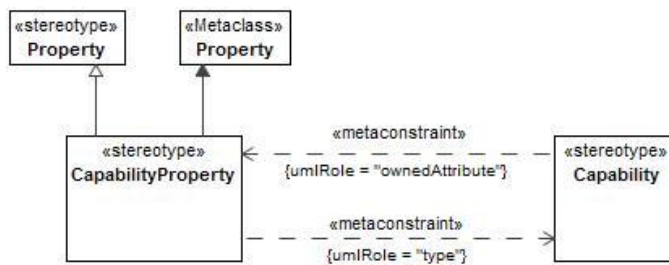 «stereotype»
Property
«Metaclass»
Property
«stereotype»
CapabilityProperty
«metaconstraint»
{umlRole = "ownedAttribute"}
«metaconstraint»
{umlRole = "type"}
«stereotype»
Capability